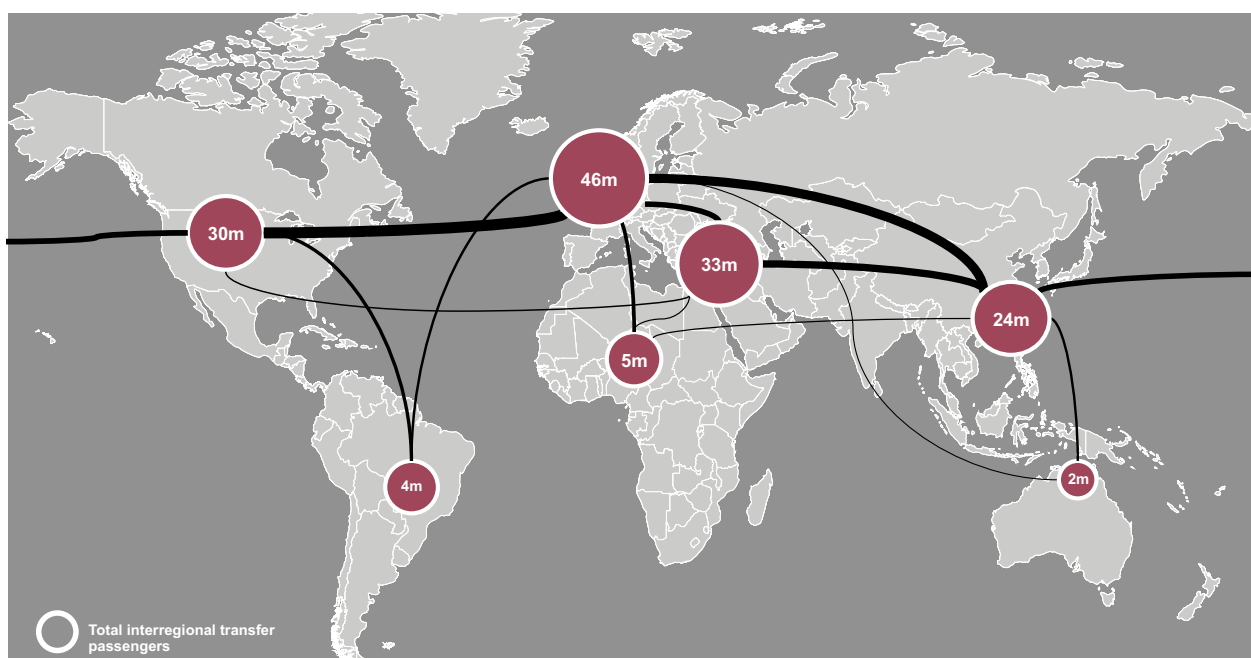 46m
30m
33m
24m
5m
4m
2m
Total interregional transfer
passengers